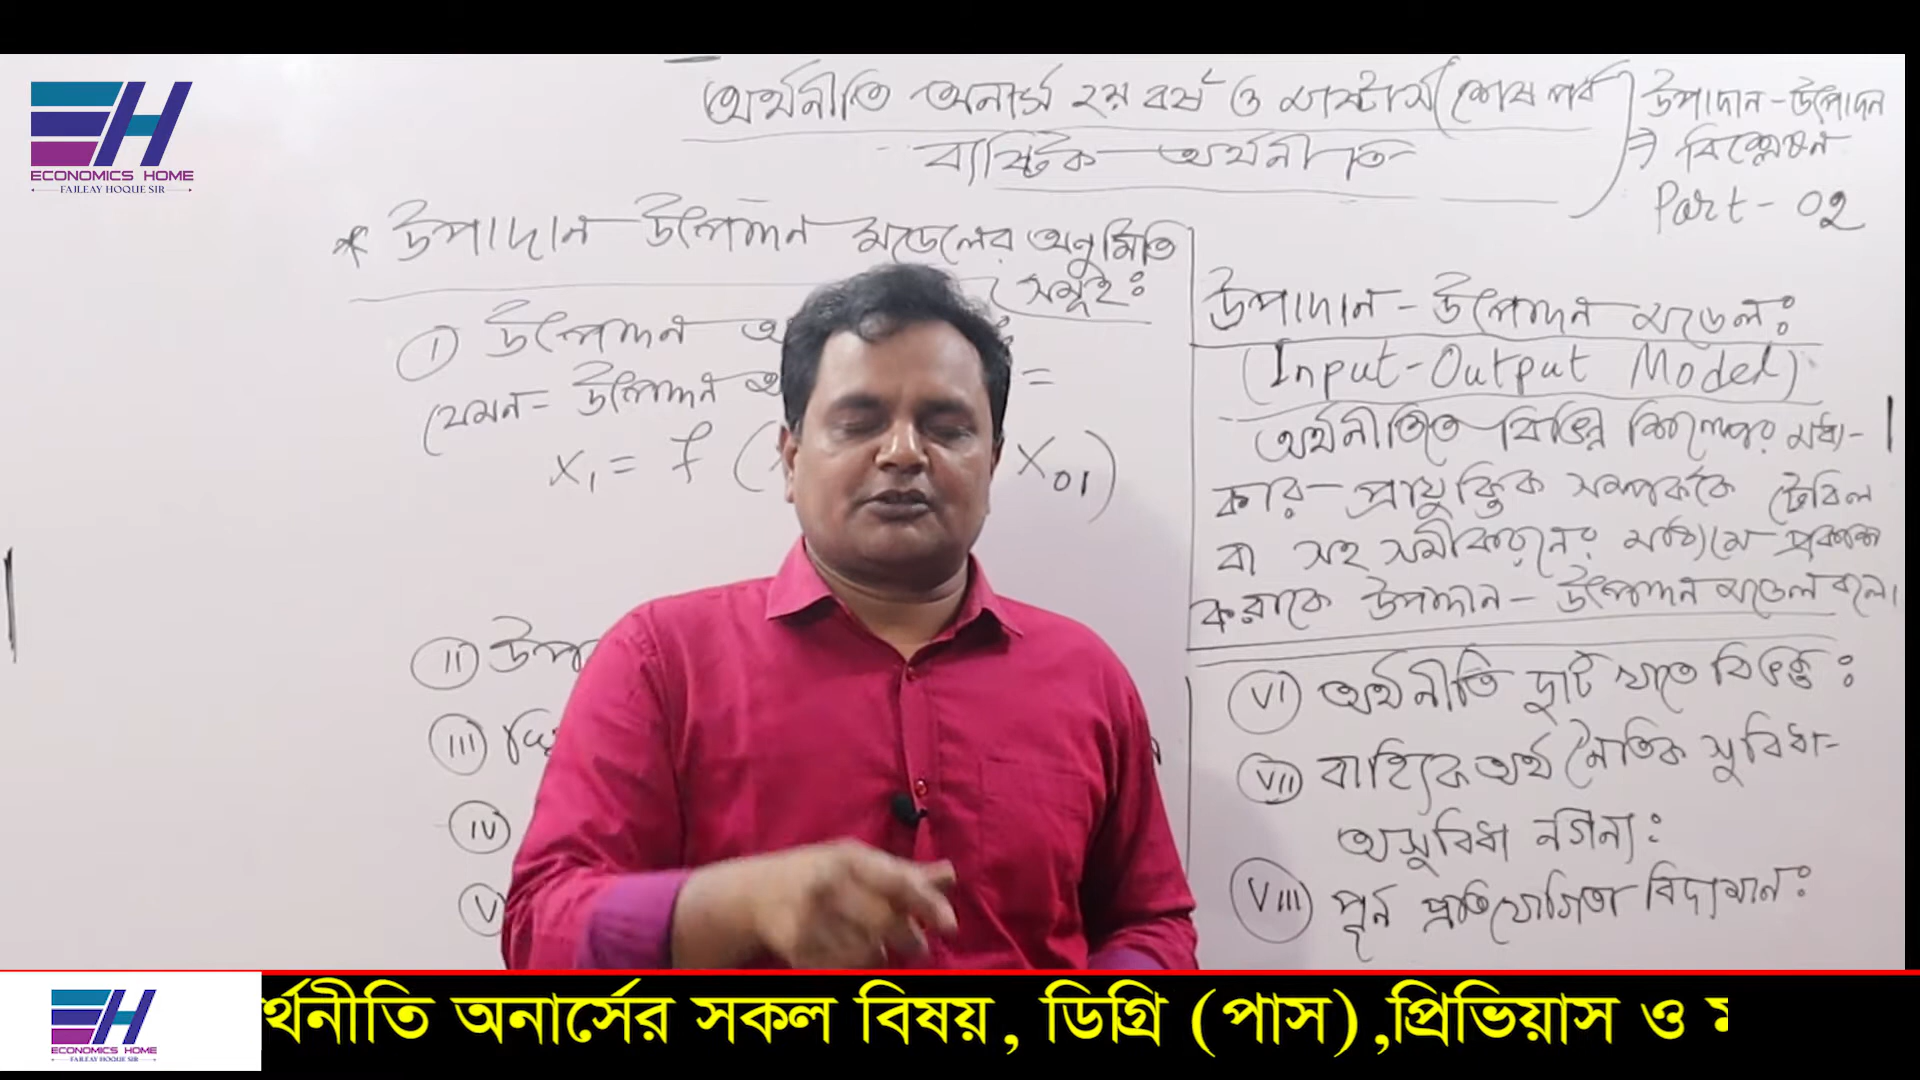 ECONOMICS HOME
FAILEAY HOQUE SIR
অর্থনীতি অনার্স ২য় বর্ষ ও মাস্টার্স (শেষ পর্ব)
ব্যষ্টিক অর্থনীতি
উপাদান - উৎপাদন
বিশ্লেষন
Part - 02
* উপাদান উৎপাদন মডেলের অনুমিতি
সমূহঃ
(i) উৎপাদন
যেমন = উৎপাদন =
X₁ = f ( X₀₁)
(ii)
(iii)
(iv)
(v)
উপাদান - উৎপাদন মডেলঃ
(Input-Output Model)
অর্থনীতিতে বিভিন্ন শিল্পের মধ্য-
কার প্রাযুক্তিক সম্পর্ককে টেবিল
বা সহ সমীকরনের মাধ্যমে প্রকাশ
করাকে উপাদান - উৎপাদন মডেল বলে।
(vi) অর্থনীতি দুটি খাতে বিভক্তঃ
(vii) বাহ্যিক অর্থনৈতিক সুবিধা-
অসুবিধা নগন্যঃ
(viii) পূর্ন প্রতিযোগিতা বিদ্যমানঃ
ECONOMICS HOME
FAILEAY HOQUE SIR
র্থনীতি অনার্সের সকল বিষয়, ডিগ্রি (পাস),প্রিভিয়াস ও